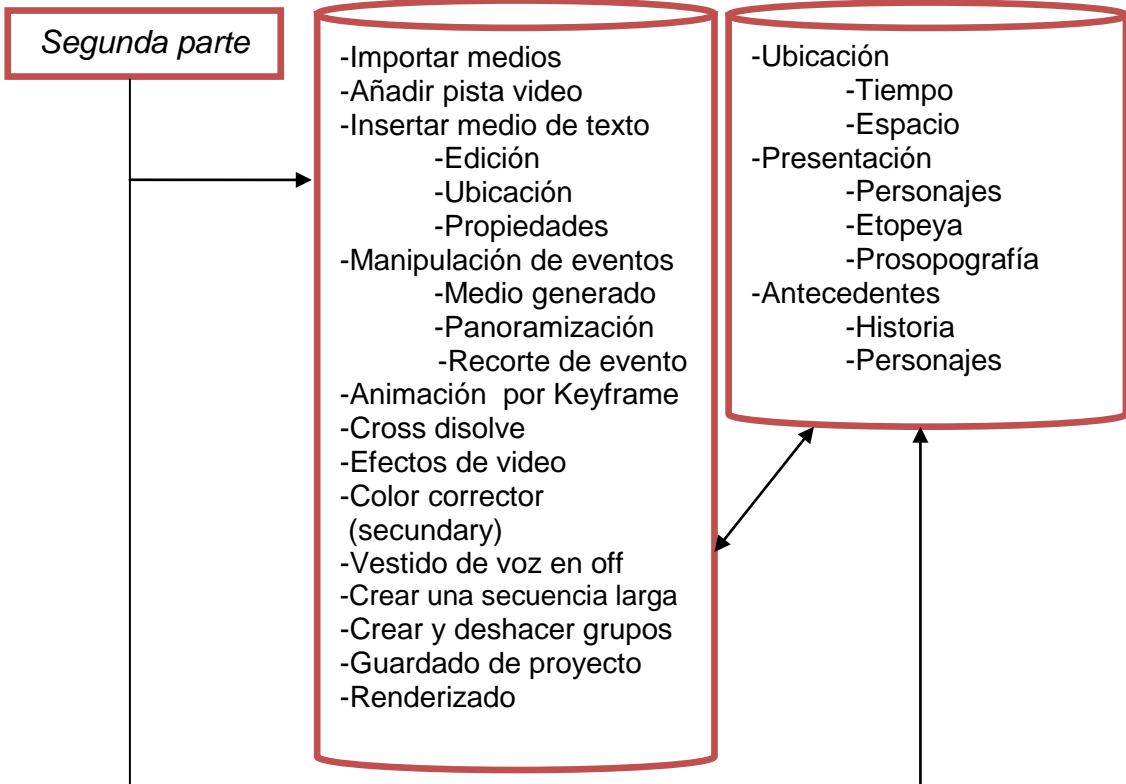 Segunda parte
-Importar medios
-Añadir pista video
-Insertar medio de texto
-Edición
-Ubicación
-Propiedades
-Manipulación de eventos
-Medio generado
-Panoramización
-Recorte de evento
-Animación por Keyframe
-Cross disolve
-Efectos de video
-Color corrector
(secundary)
-Vestido de voz en off
-Crear una secuencia larga
-Crear y deshacer grupos
-Guardado de proyecto
-Renderizado
-Ubicación
-Tiempo
-Espacio
-Presentación
-Personajes
-Etopeya
-Prosopografía
-Antecedentes
-Historia
-Personajes